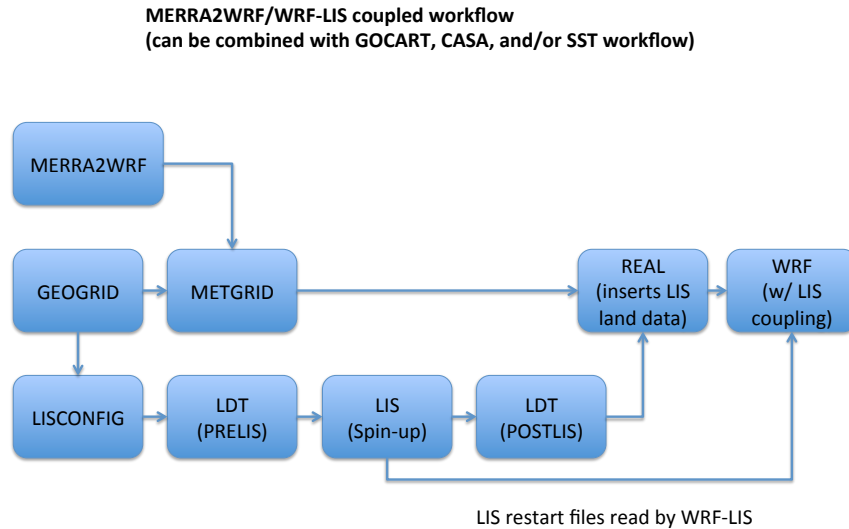 MERRA2WRF/WRF-LIS coupled workflow
(can be combined with GOCART, CASA, and/or SST workflow)
MERRA2WRF
GEOGRID
METGRID
REAL
(inserts LIS
land data)
WRF
(w/ LIS
coupling)
LISCONFIG
LDT
(PRELIS)
LIS
(Spin-up)
LDT
(POSTLIS)
LIS restart files read by WRF-LIS